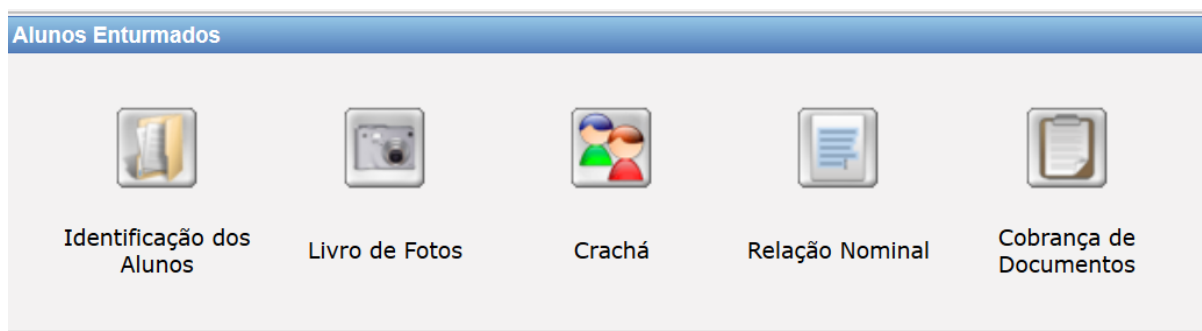 Alunos Enturmados
Identificação dos
Alunos
Livro de Fotos
Crachá
Relação Nominal
Cobrança de
Documentos